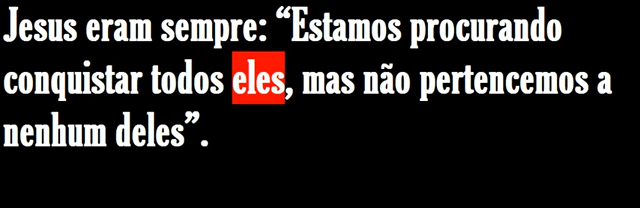 Jesus eram sempre: “Estamos procurando
conquistar todos eles, mas não pertencemos a
nenhum deles”.